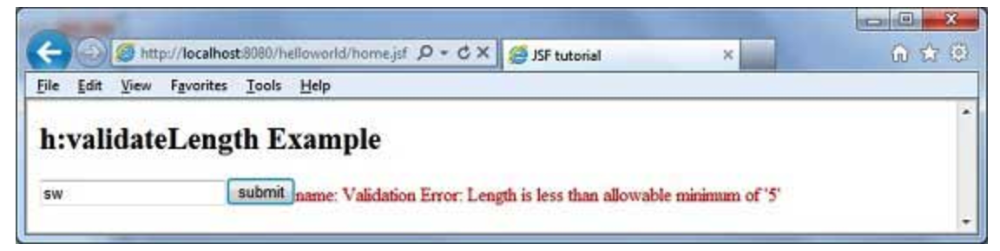 http://localhost:8080/helloworld/home.jsf
JSF tutorial
File Edit View Favorites Tools Help
h:validateLength Example
sw submit name: Validation Error: Length is less than allowable minimum of '5'